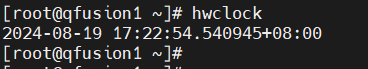 [root@qfusion1 ~]# hwclock
2024-08-19 17:22:54.540945+08:00
[root@qfusion1 ~]#